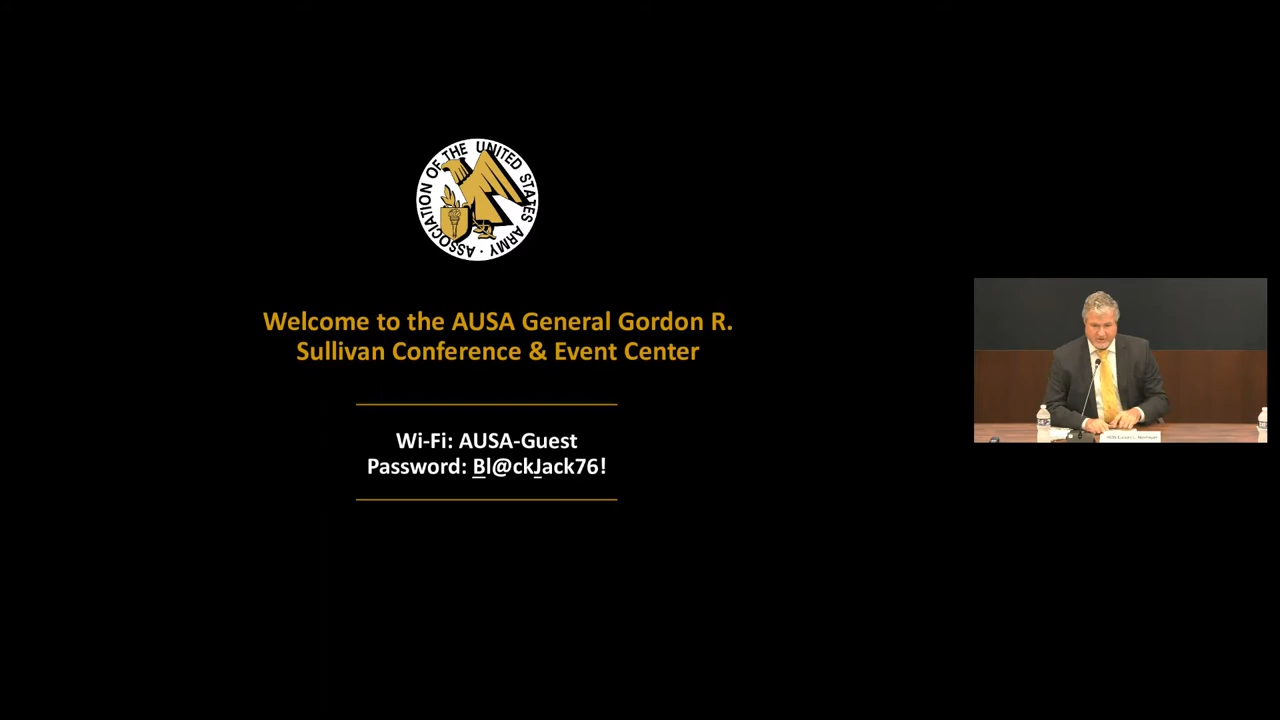 ASSOCIATION OF THE UNITED STATES ARMY ·
Welcome to the AUSA General Gordon R.
Sullivan Conference & Event Center
Wi-Fi: AUSA-Guest
Password: Bl@ckJack76!